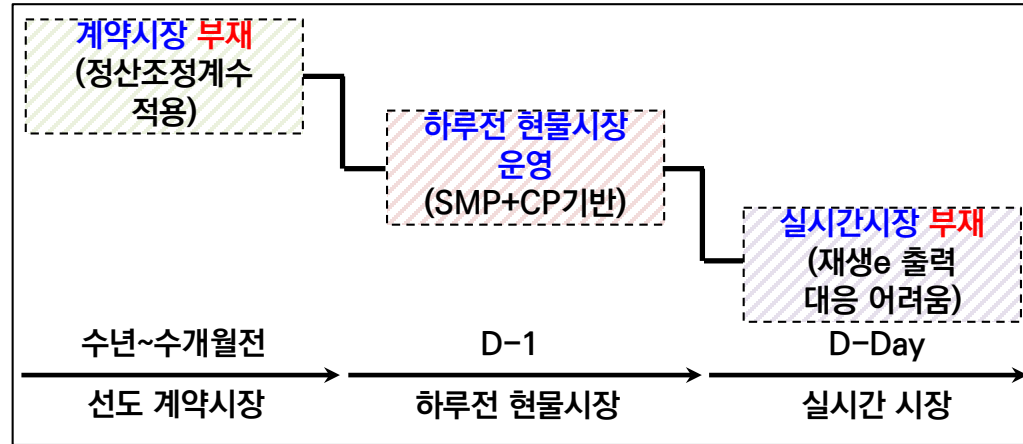 계약시장 부재
(정산조정계수
적용)
하루전 현물시장
운영
(SMP+CP기반)
실시간시장 부재
(재생e 출력
대응 어려움)
수년~수개월전
D-1
D-Day
선도 계약시장
하루전 현물시장
실시간 시장